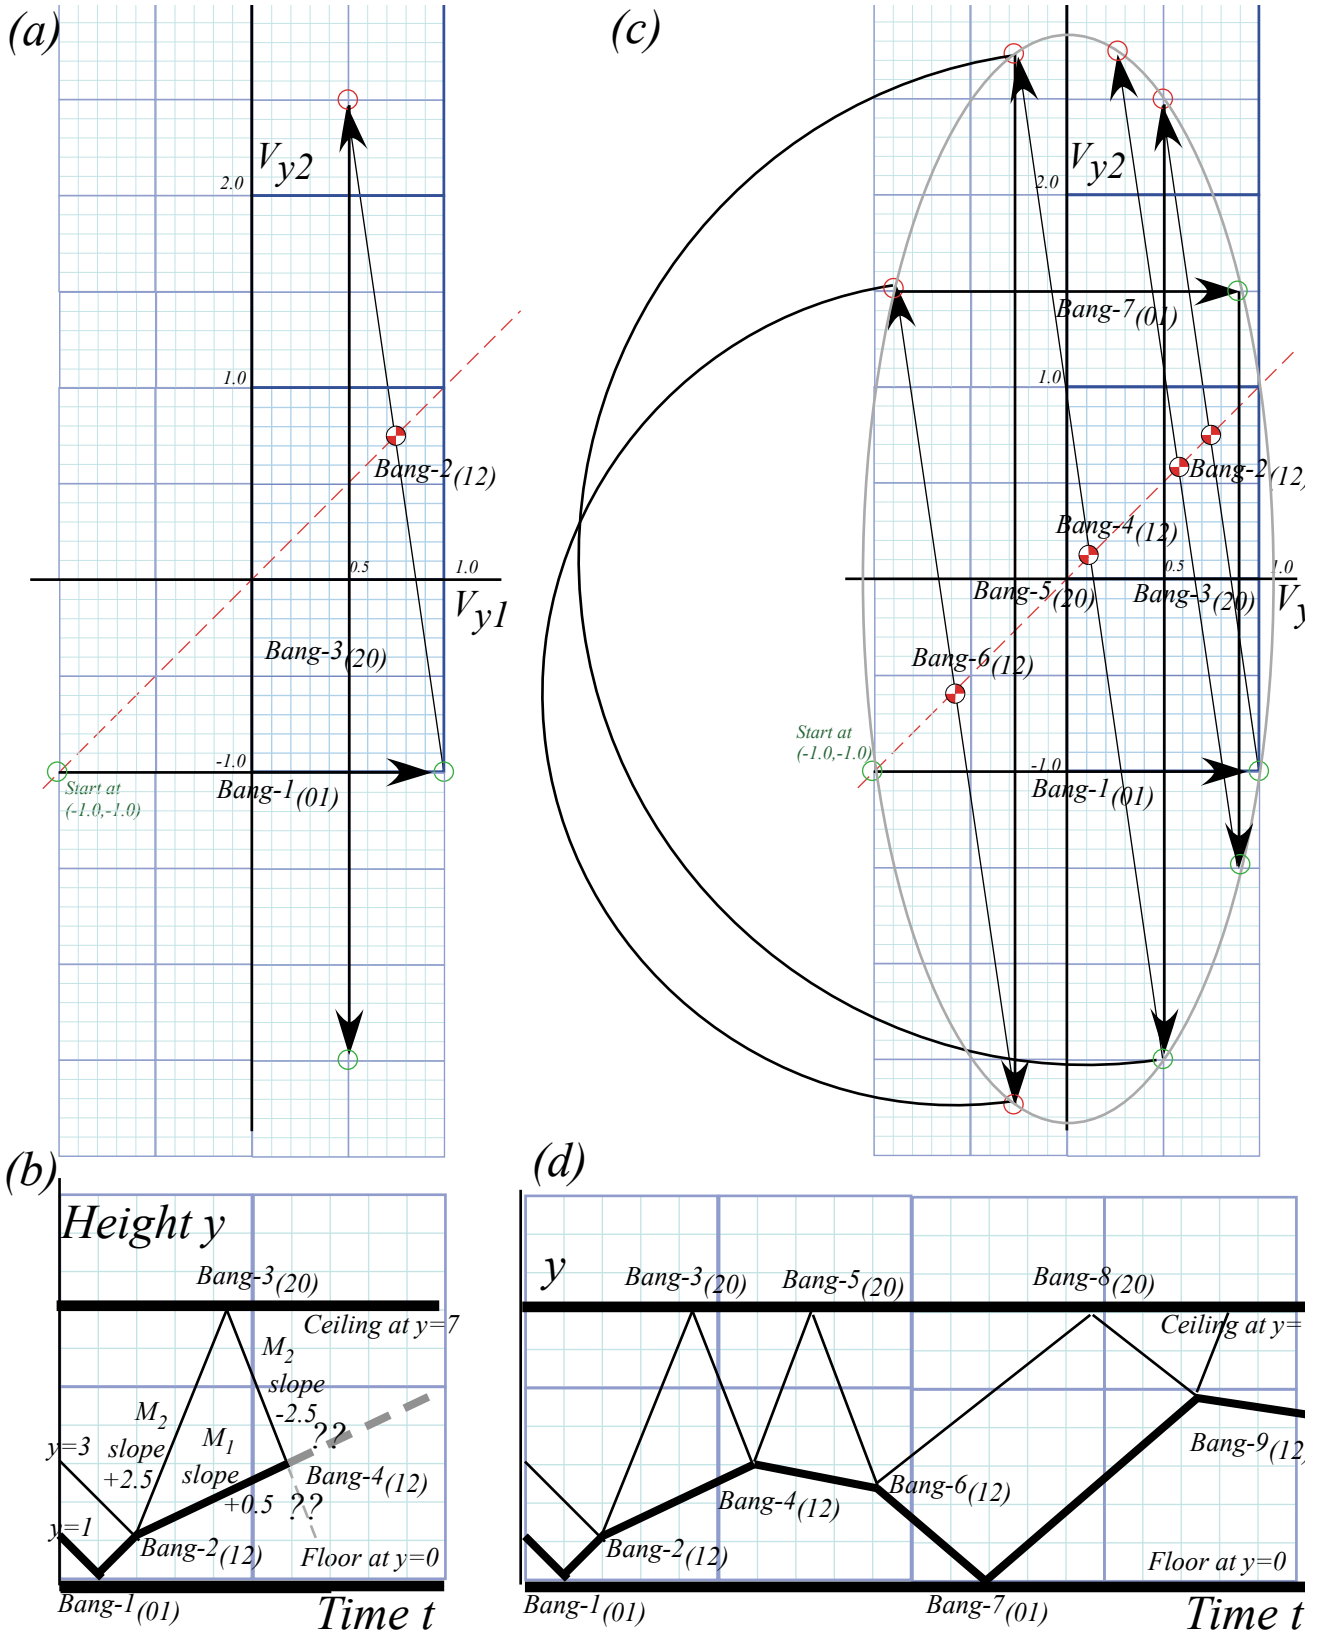 (a)
V_y2
2.0
1.0
Bang-2(12)
0.5
1.0
V_y1
Bang-3(20)
-1.0
Start at
(-1.0,-1.0)
Bang-1(01)
(c)
V_y2
2.0
Bang-7(01)
1.0
Bang-2(12)
Bang-4(12)
0.5
1.0
Bang-5(20)
Bang-3(20)
V_y
Bang-6(12)
Start at
(-1.0,-1.0)
-1.0
Bang-1(01)
(b)
Height y
Bang-3(20)
Ceiling at y=7
M2
slope
-2.5
??
M2
slope
+2.5
M1
slope
+0.5
y=3
y=1
Bang-4(12)
??
Bang-2(12)
Floor at y=0
Bang-1(01)
Time t
(d)
y
Bang-3(20)
Bang-5(20)
Bang-8(20)
Ceiling at y=
Bang-9(12)
Bang-6(12)
Bang-4(12)
Bang-2(12)
Floor at y=0
Bang-1(01)
Bang-7(01)
Time t